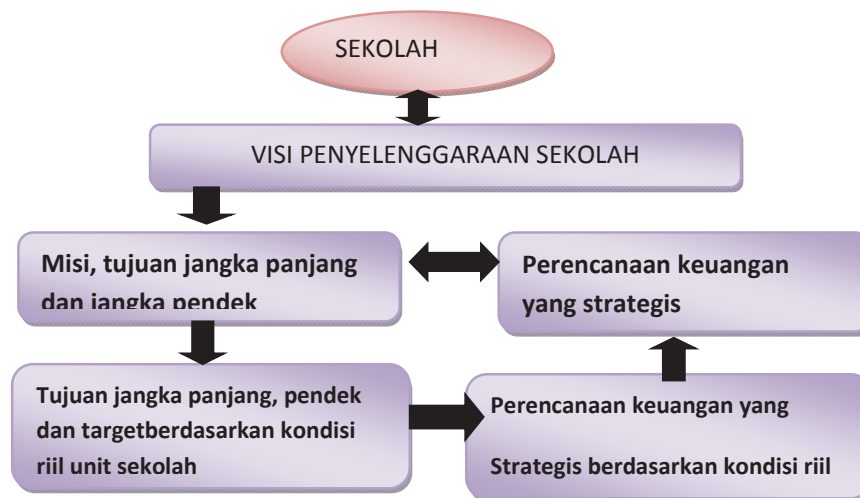 SEKOLAH
VISI PENYELENGGARAAN SEKOLAH
Misi, tujuan jangka panjang
dan jangka pendek
Perencanaan keuangan
yang strategis
Tujuan jangka panjang, pendek
dan targetberdasarkan kondisi
riil unit sekolah
Perencanaan keuangan yang
Strategis berdasarkan kondisi riil